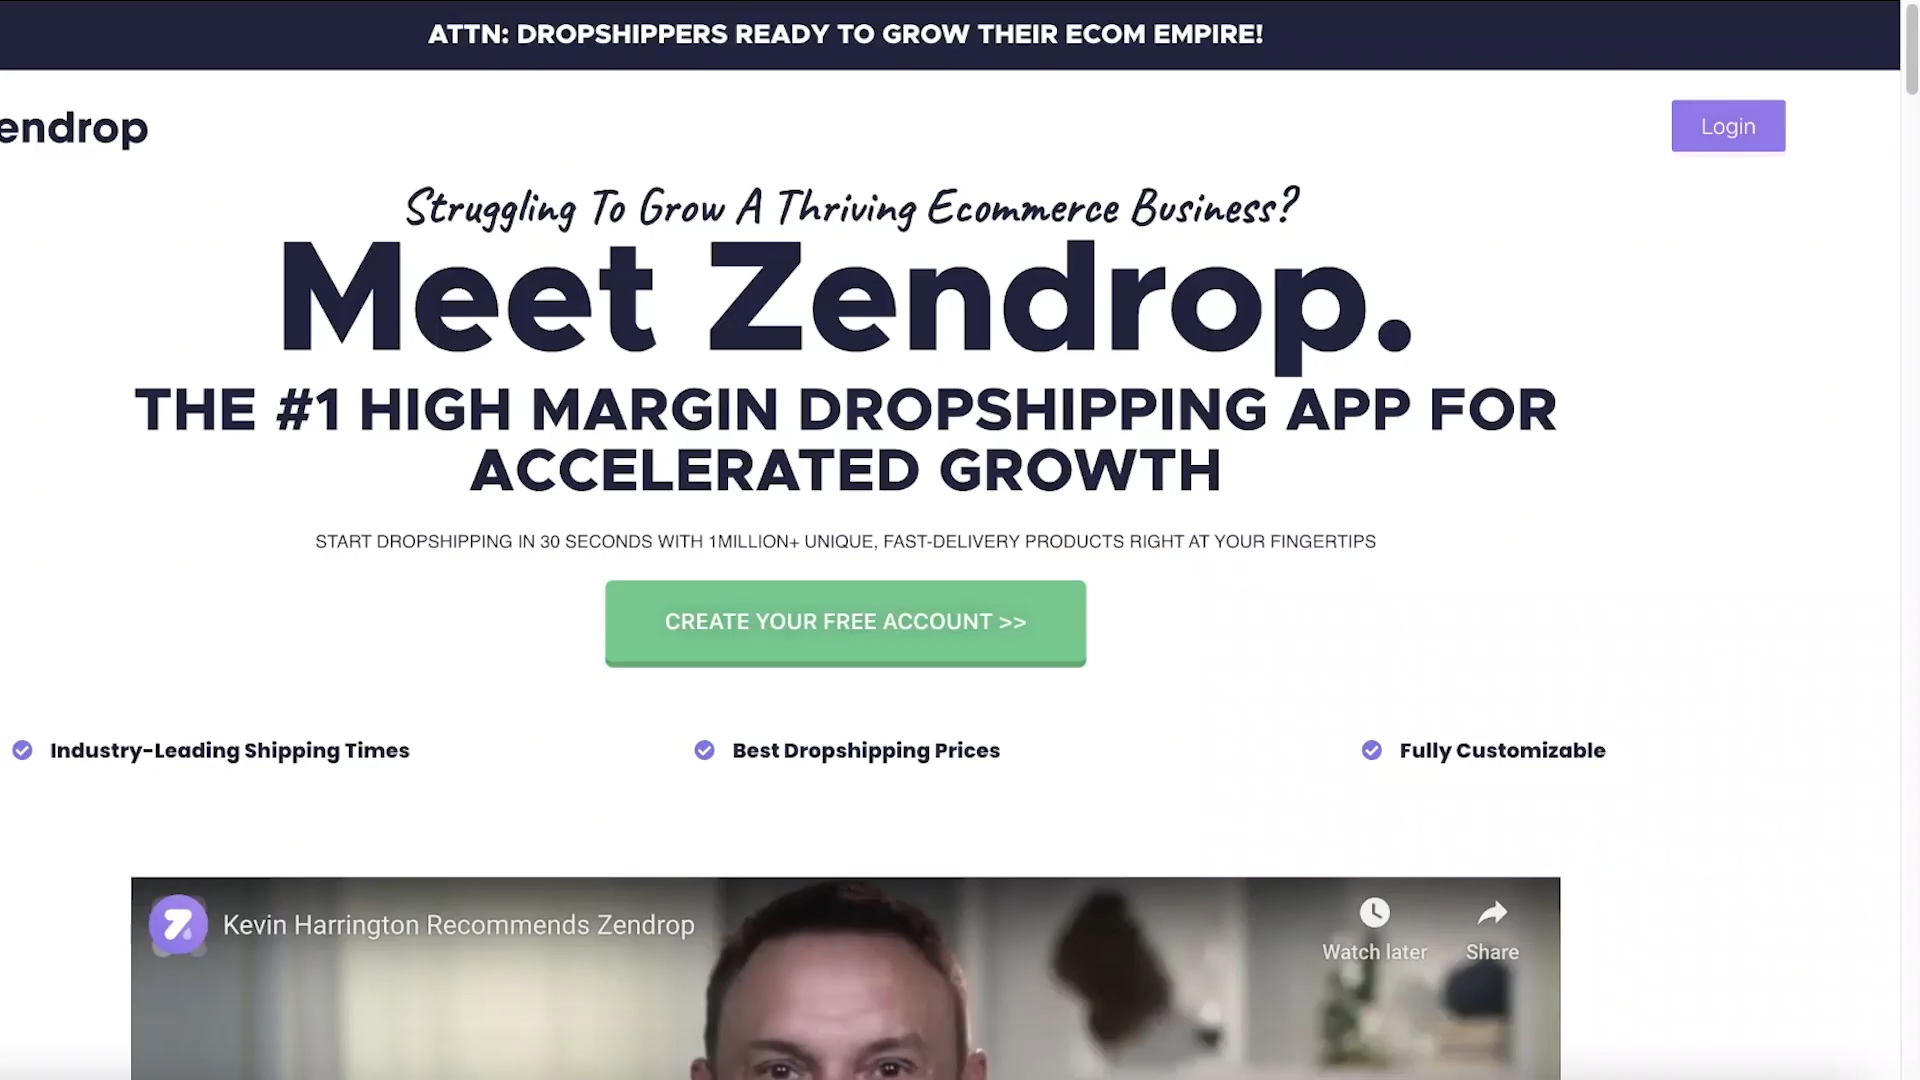 ATTN: DROPSHIPPERS READY TO GROW THEIR ECOM EMPIRE!
endrop
Login
Struggling To Grow A Thriving Ecommerce Business?
Meet Zendrop.
THE #1 HIGH MARGIN DROPSHIPPING APP FOR
ACCELERATED GROWTH
START DROPSHIPPING IN 30 SECONDS WITH 1MILLION+ UNIQUE, FAST-DELIVERY PRODUCTS RIGHT AT YOUR FINGERTIPS
CREATE YOUR FREE ACCOUNT >>
Industry-Leading Shipping Times
Best Dropshipping Prices
Fully Customizable
Kevin Harrington Recommends Zendrop
Watch later
Share